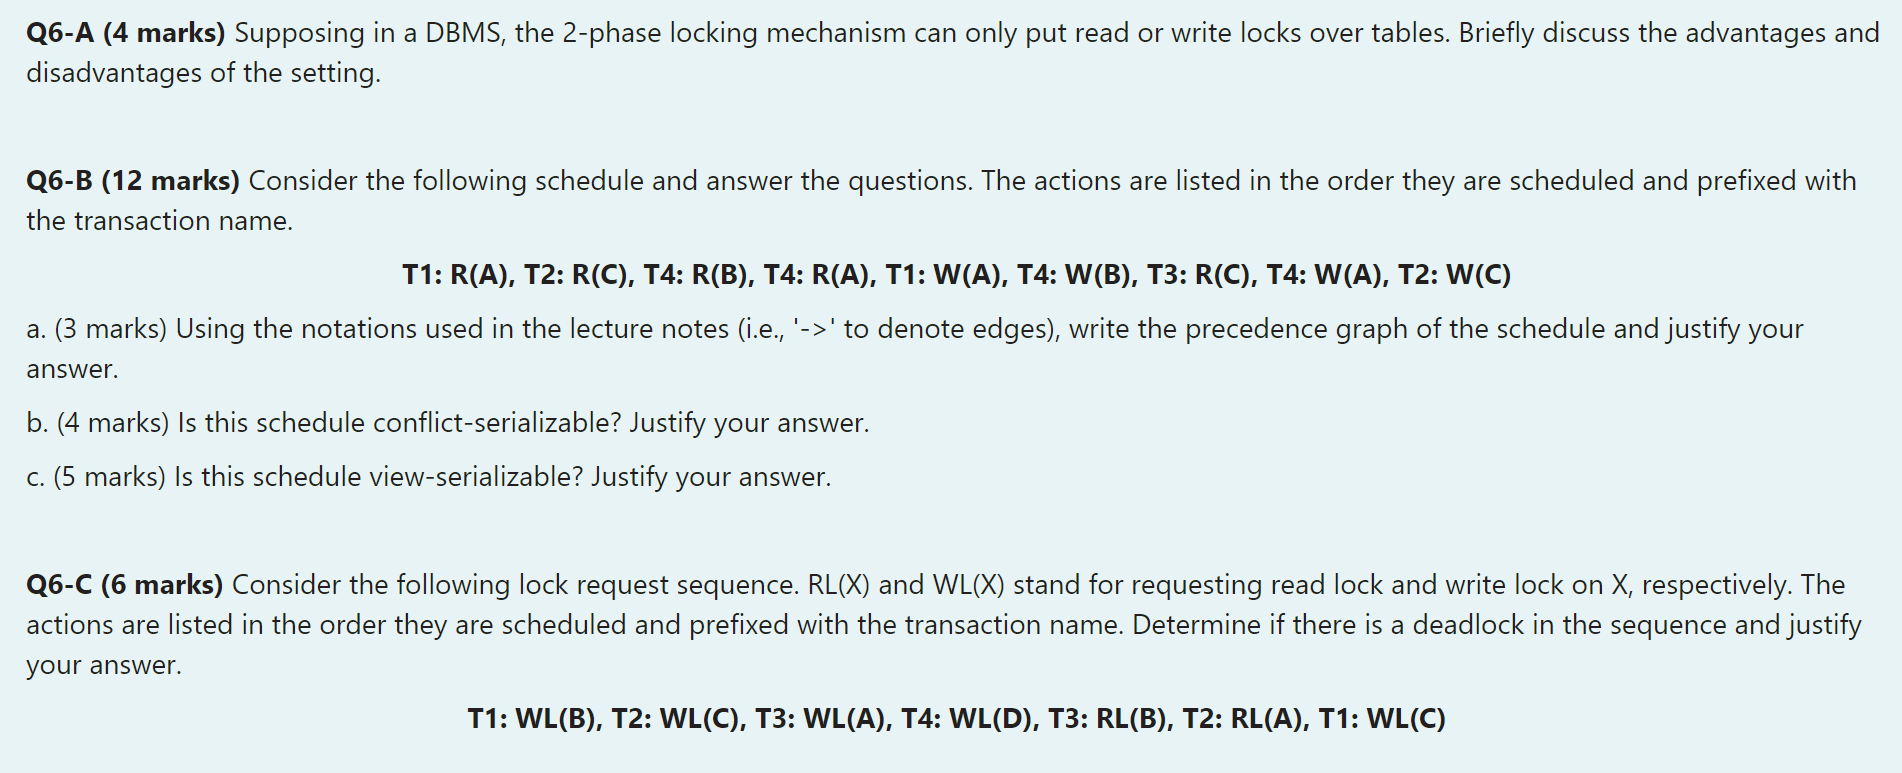 Q6-A (4 marks) Supposing in a DBMS, the 2-phase locking mechanism can only put read or write locks over tables. Briefly discuss the advantages and
disadvantages of the setting.
Q6-B (12 marks) Consider the following schedule and answer the questions. The actions are listed in the order they are scheduled and prefixed with
the transaction name.
T1: R(A), T2: R(C), T4: R(B), T4: R(A), T1: W(A), T4: W(B), T3: R(C), T4: W(A), T2: W(C)
a. (3 marks) Using the notations used in the lecture notes (i.e., '->' to denote edges), write the precedence graph of the schedule and justify your
answer.
b. (4 marks) Is this schedule conflict-serializable? Justify your answer.
c. (5 marks) Is this schedule view-serializable? Justify your answer.
Q6-C (6 marks) Consider the following lock request sequence. RL(X) and WL(X) stand for requesting read lock and write lock on X, respectively. The
actions are listed in the order they are scheduled and prefixed with the transaction name. Determine if there is a deadlock in the sequence and justify
your answer.
T1: WL(B), T2: WL(C), T3: WL(A), T4: WL(D), T3: RL(B), T2: RL(A), T1: WL(C)